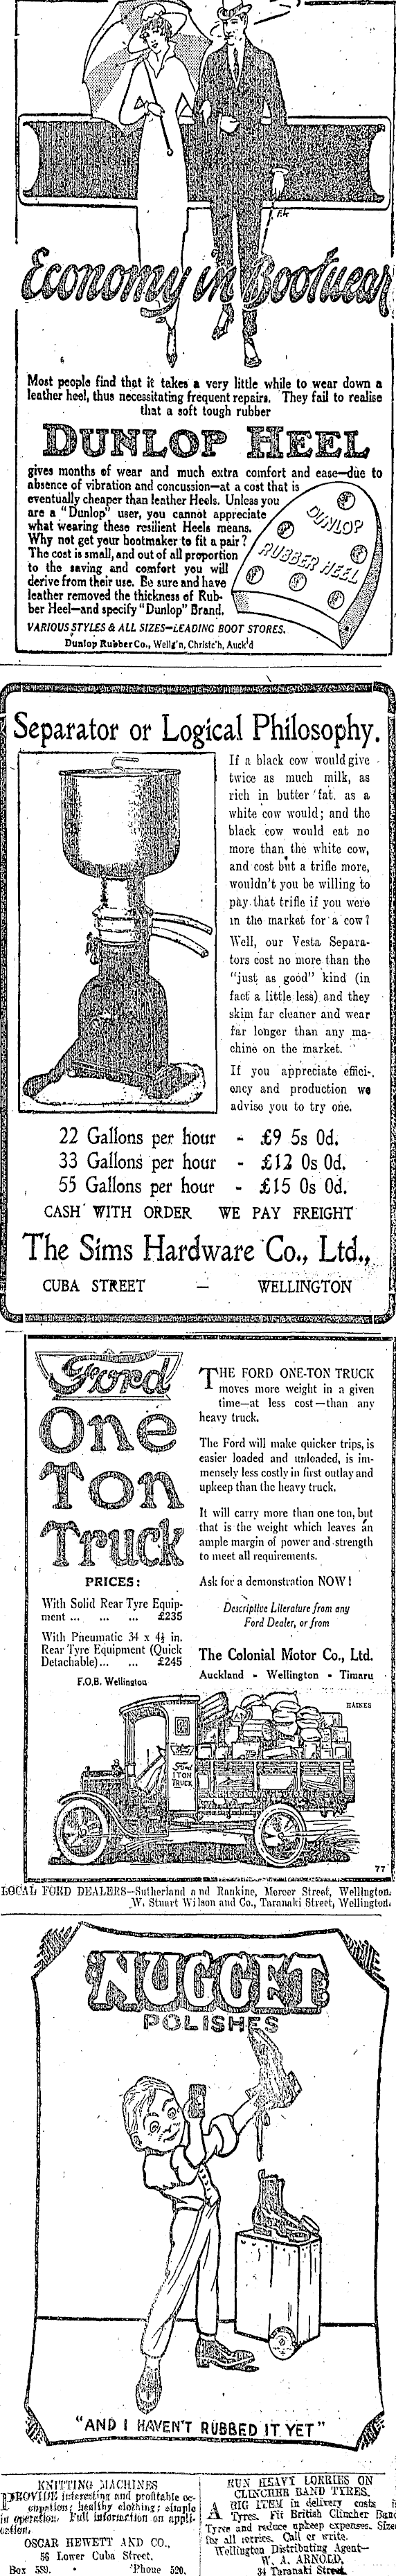 Economy in Bootwear
Most people find that it takes a very little while to wear down a
leather heel, thus necessitating frequent repairs. They fail to realise
that a soft tough rubber
DUNLOP HEEL
gives months of wear and much extra comfort and ease—due to
absence of vibration and concussion—at a cost that is
eventually cheaper than leather Heels. Unless you
are a "Dunlop" user, you cannot appreciate
what wearing these resilient Heels means.
Why not get your bootmaker to fit a pair?
The cost is small, and out of all proportion
to the saving and comfort you will
derive from their use. Be sure and have
leather removed the thickness of Rub-
ber Heel—and specify "Dunlop" Brand.
DUNLOP
RUBBER HEEL
VARIOUS STYLES & ALL SIZES—LEADING BOOT STORES.
Dunlop Rubber Co., Wellg'n, Christc'h, Auck'd
Separator or Logical Philosophy.
If a black cow would give
twice as much milk, as
rich in butter fat as a
white cow would; and the
black cow would eat no
more than the white cow,
and cost but a trifle more,
wouldn't you be willing to
pay that trifle if you were
in the market for a cow?
Well, our Vesta Separa-
tors cost no more than the
"just as good" kind (in
fact a little less) and they
skim far cleaner and wear
far longer than any ma-
chine on the market.
If you appreciate effici-
ency and production we
advise you to try one.
22 Gallons per hour - £9 5s 0d.
33 Gallons per hour - £12 0s 0d.
55 Gallons per hour - £15 0s 0d.
CASH WITH ORDER WE PAY FREIGHT
The Sims Hardware Co., Ltd.,
CUBA STREET — WELLINGTON
Ford
One
Ton
Truck
PRICES:
With Solid Rear Tyre Equip-
ment ... ... ... £235
With Pneumatic 34 x 4½ in.
Rear Tyre Equipment (Quick
Detachable)... ... £245
F.O.B. Wellington
THE FORD ONE-TON TRUCK
moves more weight in a given
time—at less cost—than any
heavy truck.
The Ford will make quicker trips, is
easier loaded and unloaded, is im-
mensely less costly in first outlay and
upkeep than the heavy truck.
It will carry more than one ton, but
that is the weight which leaves an
ample margin of power and strength
to meet all requirements.
Ask for a demonstration NOW!
Descriptive Literature from any
Ford Dealer, or from
The Colonial Motor Co., Ltd.
Auckland - Wellington - Timaru
HAINES
Ford
1 TON
TRUCK
77
LOCAL FORD DEALERS—Sutherland and Rankine, Mercer Street, Wellington.
W. Stuart Wilson and Co., Taranaki Street, Wellington.
NUGGET
POLISHES
"AND I HAVEN'T RUBBED IT YET"
KNITTING MACHINES
PROVIDE interesting and profitable oc-
cupation; healthy clothing; simple
in operation. Full information on appli-
cation.
OSCAR HEWETT AND CO.,
56 Lower Cuba Street.
Box 589. 'Phone 520.
RUN HEAVY LORRIES ON
CLINCHER BAND TYRES.
A BIG ITEM in delivery costs
Tyres. Fit British Clincher Band
Tyres and reduce upkeep expenses. Sizes
for all lorries. Call or write.
Wellington Distributing Agent—
W. A. ARNOLD,
34 Taranaki Street.